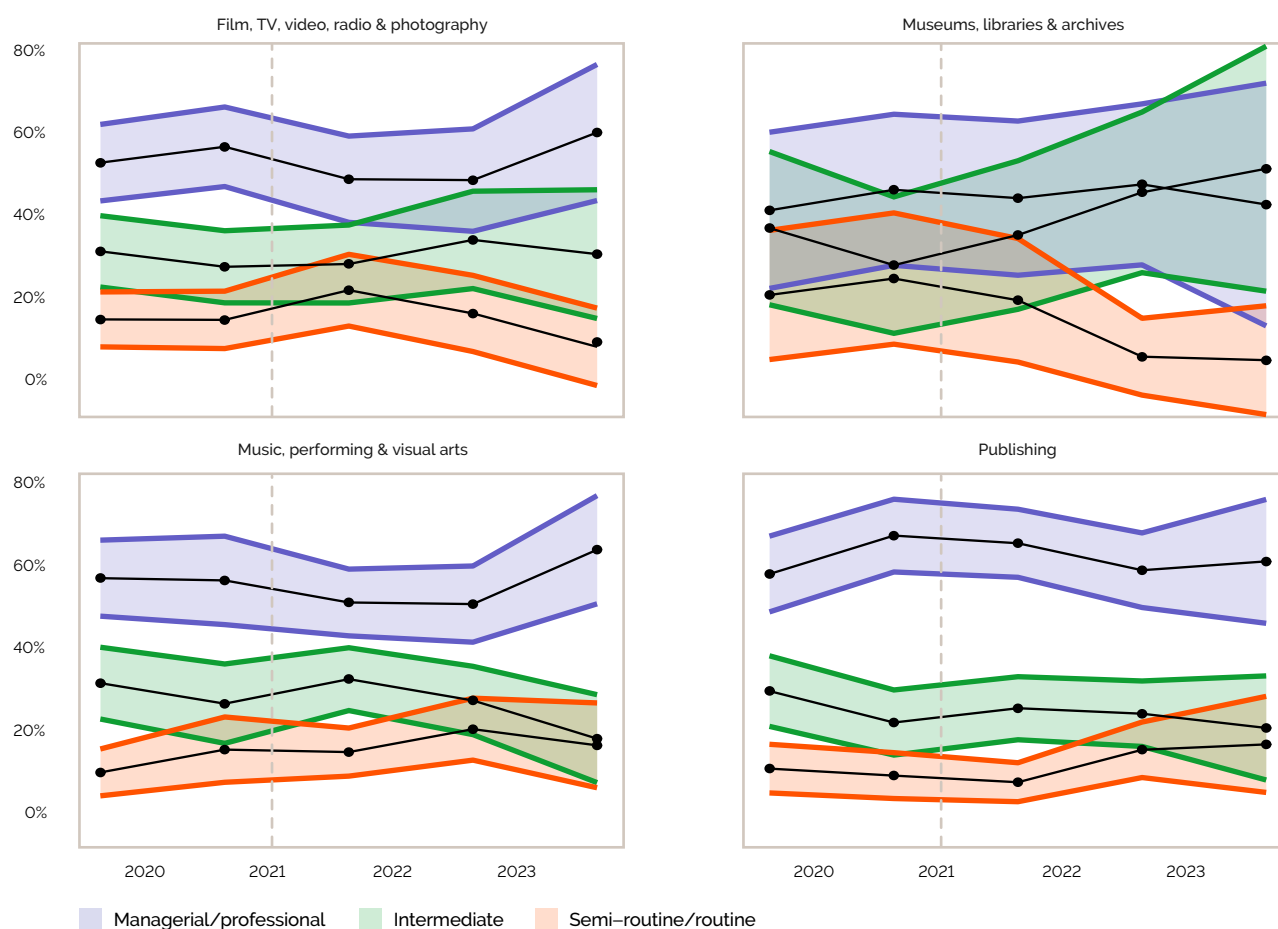 Film, TV, video, radio & photography
Museums, libraries & archives
80%
60%
40%
20%
0%
Music, performing & visual arts
Publishing
80%
60%
40%
20%
0%
2020 2021 2022 2023
2020 2021 2022 2023
Managerial/professional Intermediate Semi–routine/routine